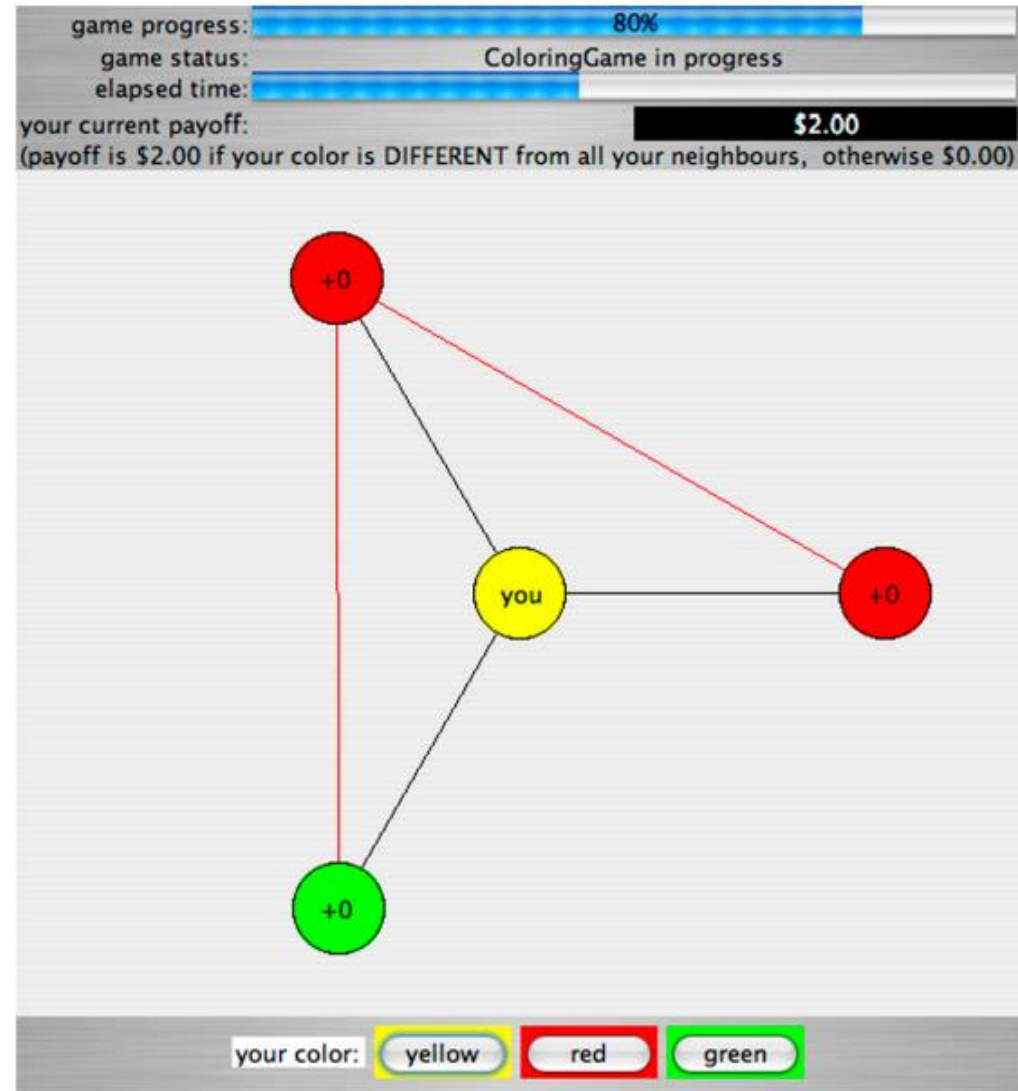 game progress: 80%
game status: ColoringGame in progress
elapsed time:
your current payoff: $2.00
(payoff is $2.00 if your color is DIFFERENT from all your neighbours, otherwise $0.00)
+0
you +0
+0
your color: yellow red green